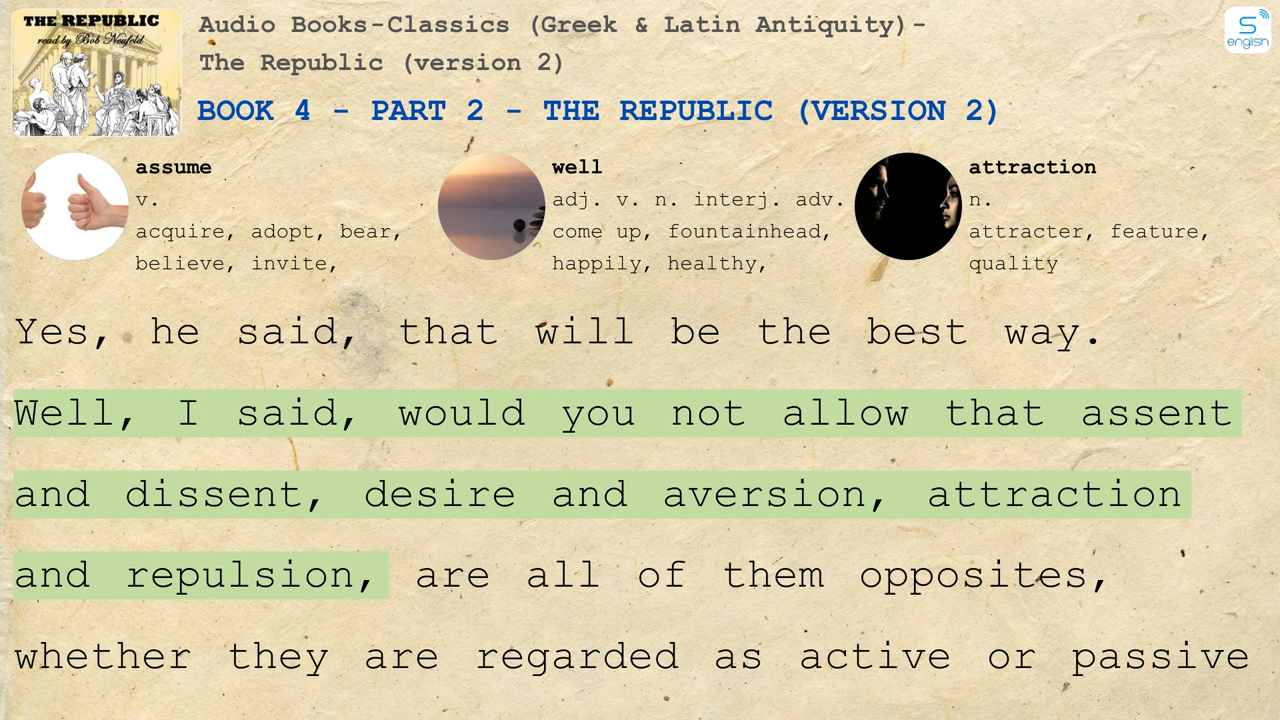 THE REPUBLIC
read by Bob Neufeld
Audio Books-Classics (Greek & Latin Antiquity)-
The Republic (version 2)
BOOK 4 - PART 2 - THE REPUBLIC (VERSION 2)
S
english
assume
v.
acquire, adopt, bear,
believe, invite,
well
adj. v. n. interj. adv.
come up, fountainhead,
happily, healthy,
attraction
n.
attracter, feature,
quality
Yes, he said, that will be the best way.
Well, I said, would you not allow that assent
and dissent, desire and aversion, attraction
and repulsion, are all of them opposites,
whether they are regarded as active or passive